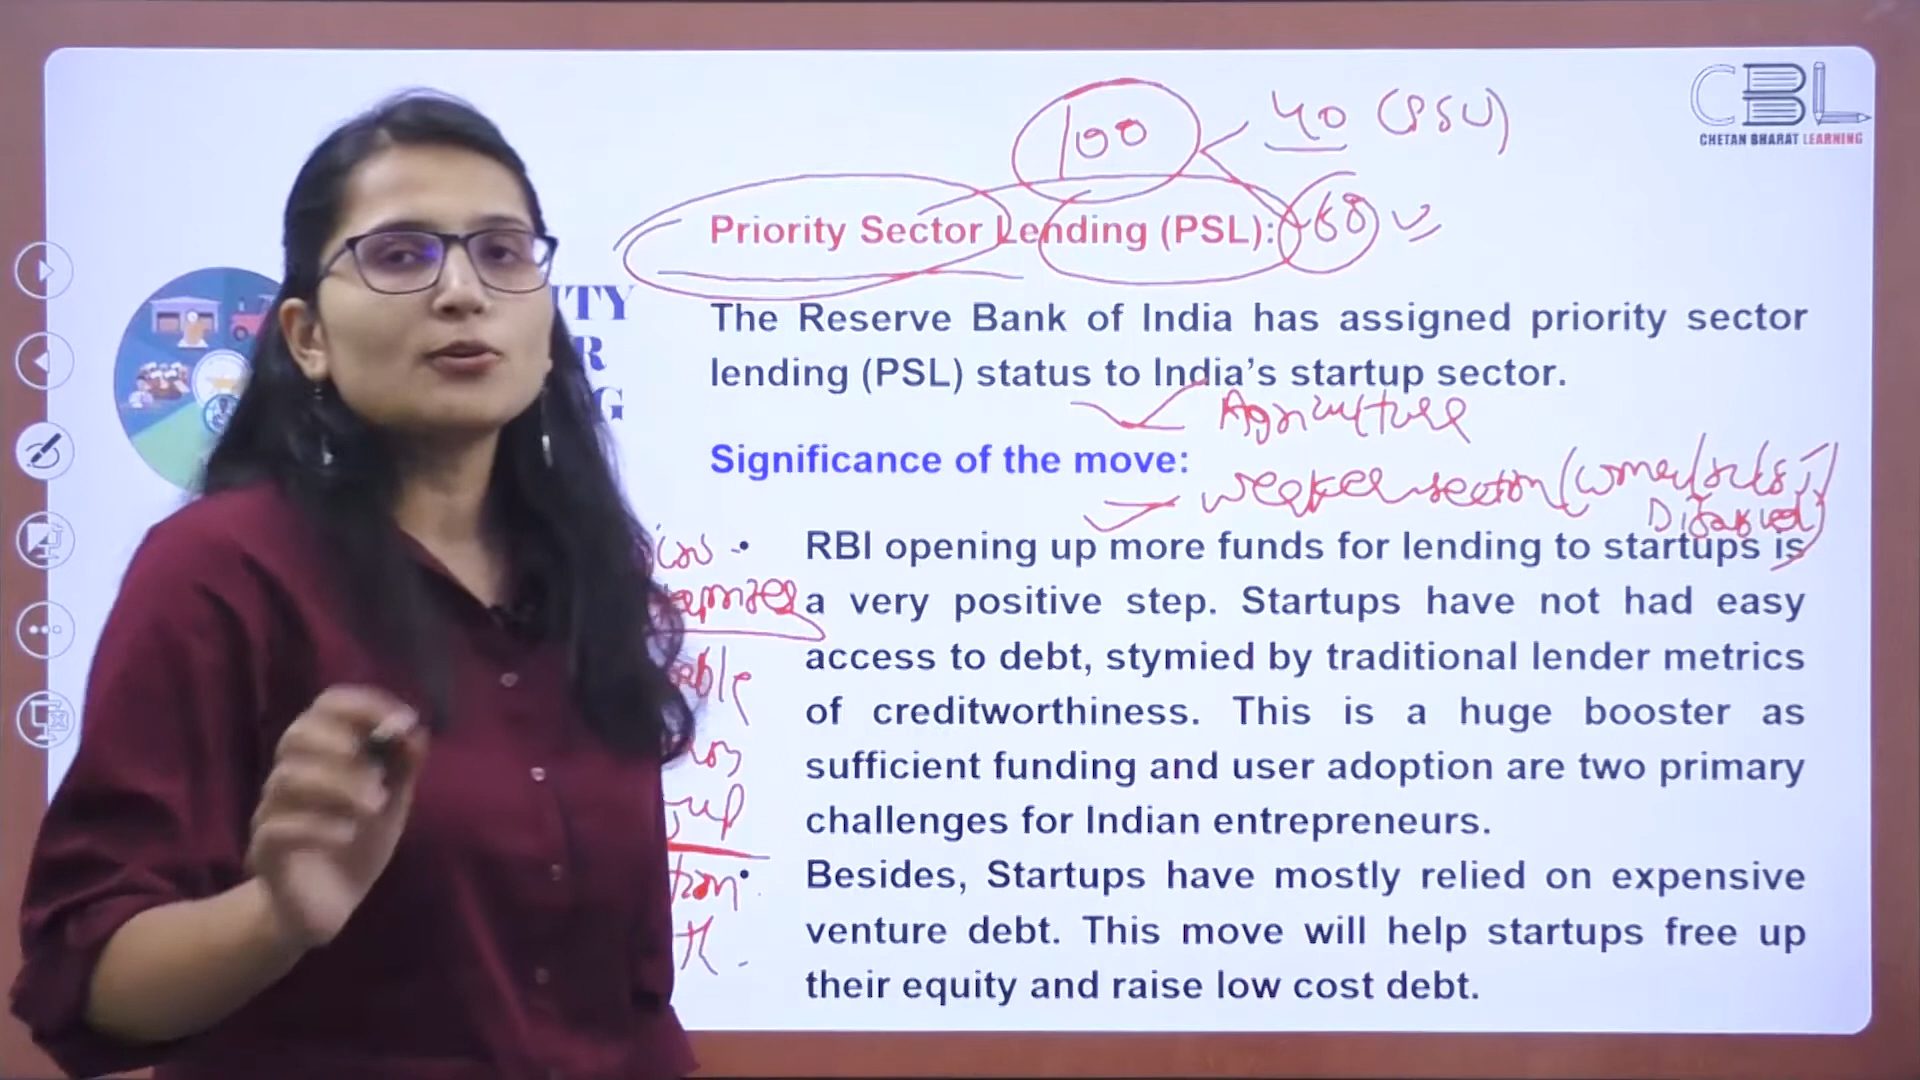 CBL
CHETAN BHARAT LEARNING
100
40 (PSU)
60
Priority Sector Lending (PSL):
ITY
R
G
The Reserve Bank of India has assigned priority sector
lending (PSL) status to India's startup sector.
Agriculture
Significance of the move:
weaker section (women/
Disabled)
• RBI opening up more funds for lending to startups is
a very positive step. Startups have not had easy
access to debt, stymied by traditional lender metrics
of creditworthiness. This is a huge booster as
sufficient funding and user adoption are two primary
challenges for Indian entrepreneurs.
• Besides, Startups have mostly relied on expensive
venture debt. This move will help startups free up
their equity and raise low cost debt.